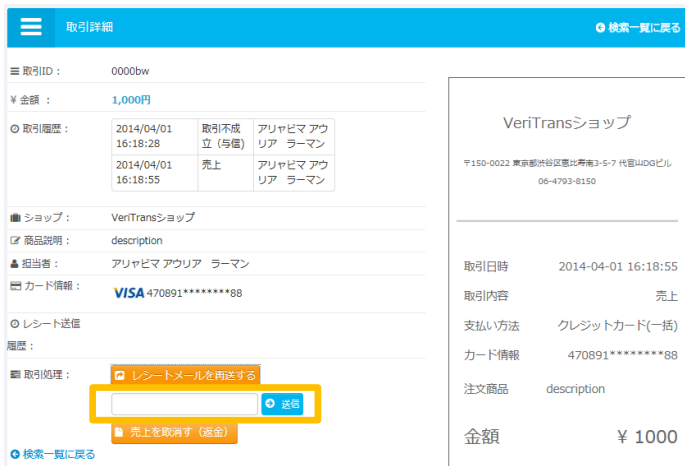 取引詳細
検索一覧に戻る
取引ID：
0000bw
¥ 金額 ：
1,000円
取引履歴：
2014/04/01 16:18:28
取引不成立（与信）
アリャビマ アウリア ラーマン
2014/04/01 16:18:55
売上
アリャビマ アウリア ラーマン
ショップ：
VeriTransショップ
商品説明：
description
担当者：
アリャビマ アウリア ラーマン
カード情報：
VISA 470891********88
レシート送信
履歴：
取引処理：
レシートメールを再送する
送信
売上を取消す（返金）
検索一覧に戻る
VeriTransショップ
〒150-0022 東京都渋谷区恵比寿南3-5-7 代官山DGビル
06-4793-8150
取引日時 2014-04-01 16:18:55
取引内容 売上
支払い方法 クレジットカード(一括)
カード情報 470891********88
注文商品 description
金額 ¥ 1000